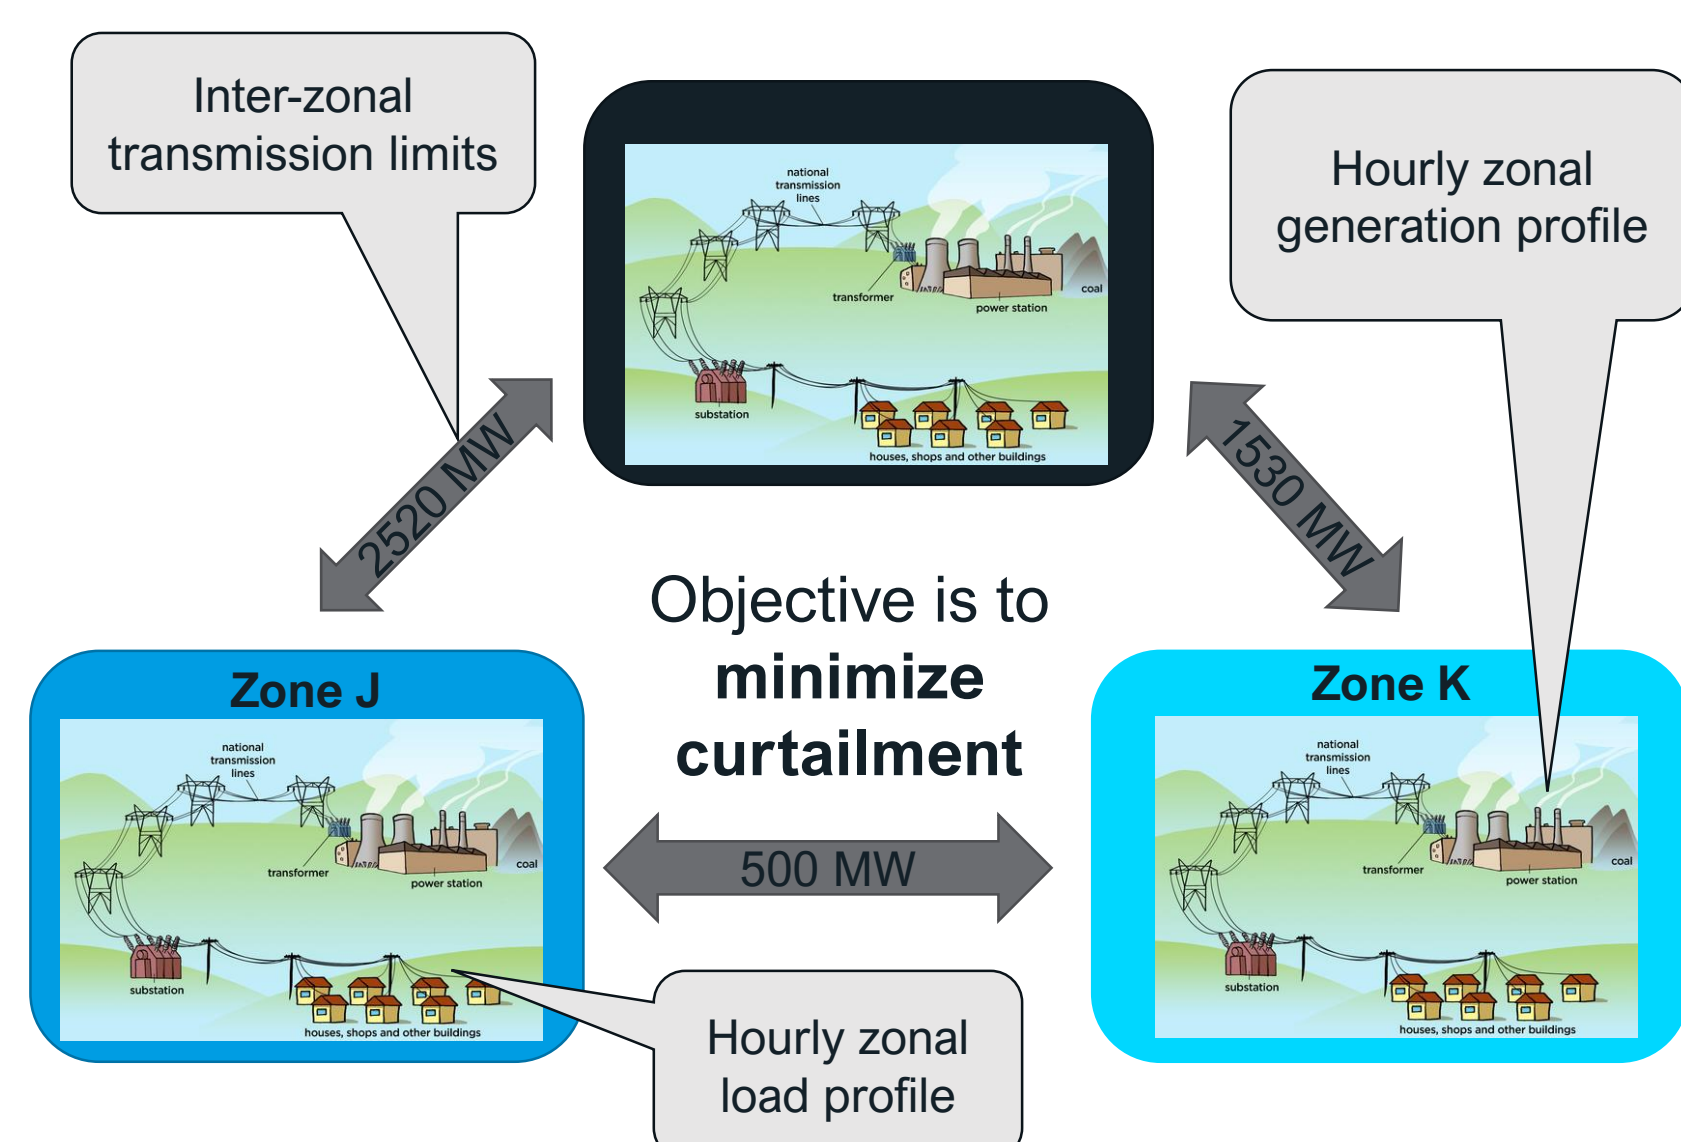 Inter-zonal
transmission limits
Hourly zonal
generation profile
national
transmission
lines
transformer
power station
coal
substation
houses, shops and other buildings
2520 MW
1530 MW
Objective is to
minimize
curtailment
Zone J
national
transmission
lines
transformer
power station
coal
substation
houses, shops and other buildings
500 MW
Zone K
national
transmission
lines
transformer
power station
coal
substation
houses, shops and other buildings
Hourly zonal
load profile